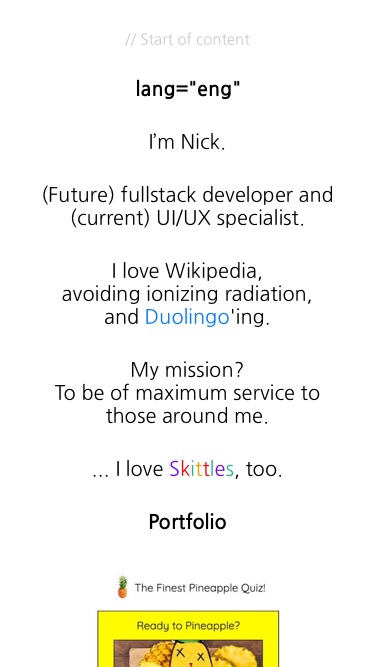 // Start of content
lang="eng"
I'm Nick.
(Future) fullstack developer and
(current) UI/UX specialist.
I love Wikipedia,
avoiding ionizing radiation,
and Duolingo'ing.
My mission?
To be of maximum service to
those around me.
... I love Skittles, too.
Portfolio
The Finest Pineapple Quiz!
Ready to Pineapple?